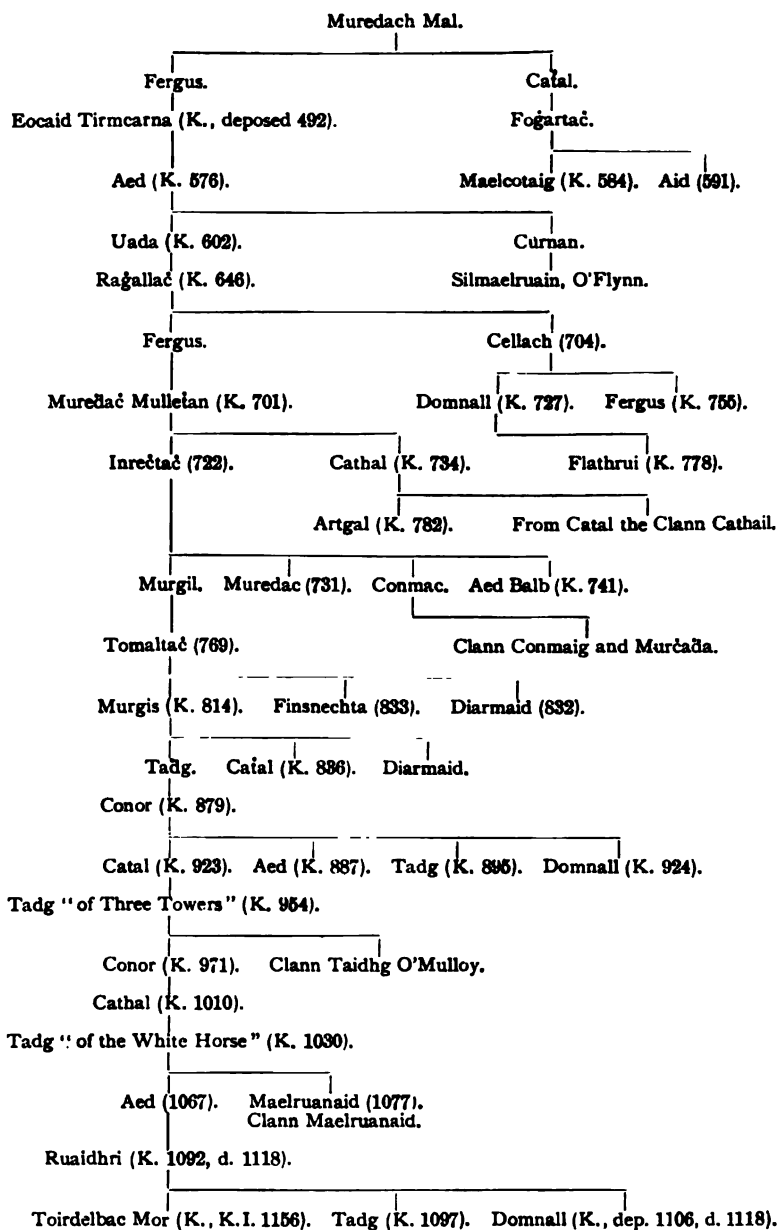 Muredach Mal.
Fergus. Caṫal.
Eocaid Tirmcarna (K., deposed 492). Foġartaċ.
Aed (K. 576). Maelcotaig (K. 584). Aid (591).
Uada (K. 602). Curnan.
Raġallaċ (K. 646). Silmaelruain, O'Flynn.
Fergus. Cellach (704).
Mureḋaċ Mulleṫan (K. 701). Domnall (K. 727). Fergus (K. 755).
Inreċtaċ (722). Cathal (K. 734). Flathrui (K. 778).
Artgal (K. 782). From Catal the Clann Cathail.
Murgil. Muredac (731). Conmac. Aed Balb (K. 741).
Tomaltaċ (769). Clann Conmaig and Murċaḋa.
Murgis (K. 814). Finsnechta (833). Diarmaid (832).
Taḋg. Caṫal (K. 836). Diarmaid.
Conor (K. 879).
Catal (K. 923). Aed (K. 887). Tadg (K. 895). Domnall (K. 924).
Tadg "of Three Towers" (K. 954).
Conor (K. 971). Clann Taidhg O'Mulloy.
Cathal (K. 1010).
Tadg "of the White Horse" (K. 1030).
Aed (1067). Maelruanaid (1077).
Clann Maelruanaid.
Ruaidhri (K. 1092, d. 1118).
Toirdelbac Mor (K., K.I. 1156). Tadg (K. 1097). Domnall (K., dep. 1106, d. 1118).